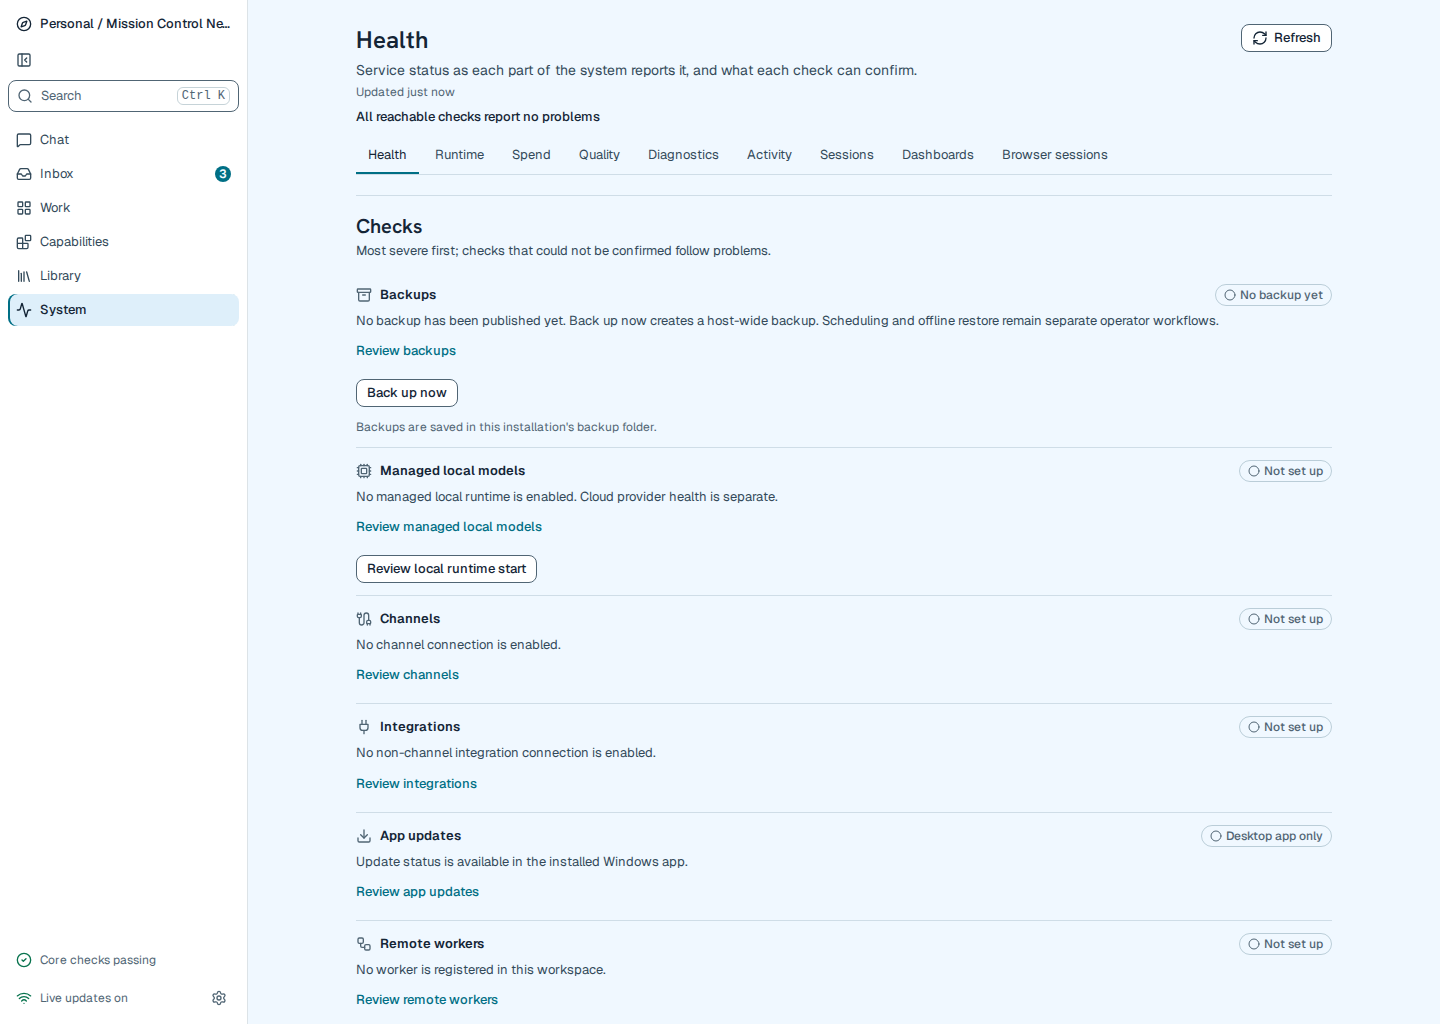 Personal / Mission Control Ne...
Search
Ctrl K
Chat
Inbox
3
Work
Capabilities
Library
System
Core checks passing
Live updates on
Health
Refresh
Service status as each part of the system reports it, and what each check can confirm.
Updated just now
All reachable checks report no problems
Health Runtime Spend Quality Diagnostics Activity Sessions Dashboards Browser sessions
Checks
Most severe first; checks that could not be confirmed follow problems.
Backups
No backup yet
No backup has been published yet. Back up now creates a host-wide backup. Scheduling and offline restore remain separate operator workflows.
Review backups
Back up now
Backups are saved in this installation's backup folder.
Managed local models
Not set up
No managed local runtime is enabled. Cloud provider health is separate.
Review managed local models
Review local runtime start
Channels
Not set up
No channel connection is enabled.
Review channels
Integrations
Not set up
No non-channel integration connection is enabled.
Review integrations
App updates
Desktop app only
Update status is available in the installed Windows app.
Review app updates
Remote workers
Not set up
No worker is registered in this workspace.
Review remote workers